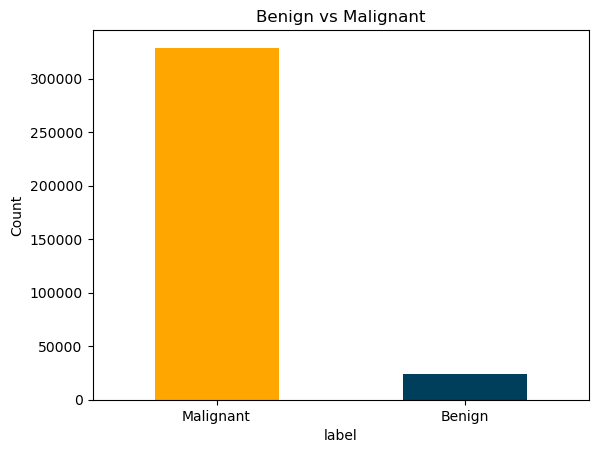 Benign vs Malignant
Count
300000
250000
200000
150000
100000
50000
0
Malignant
Benign
label